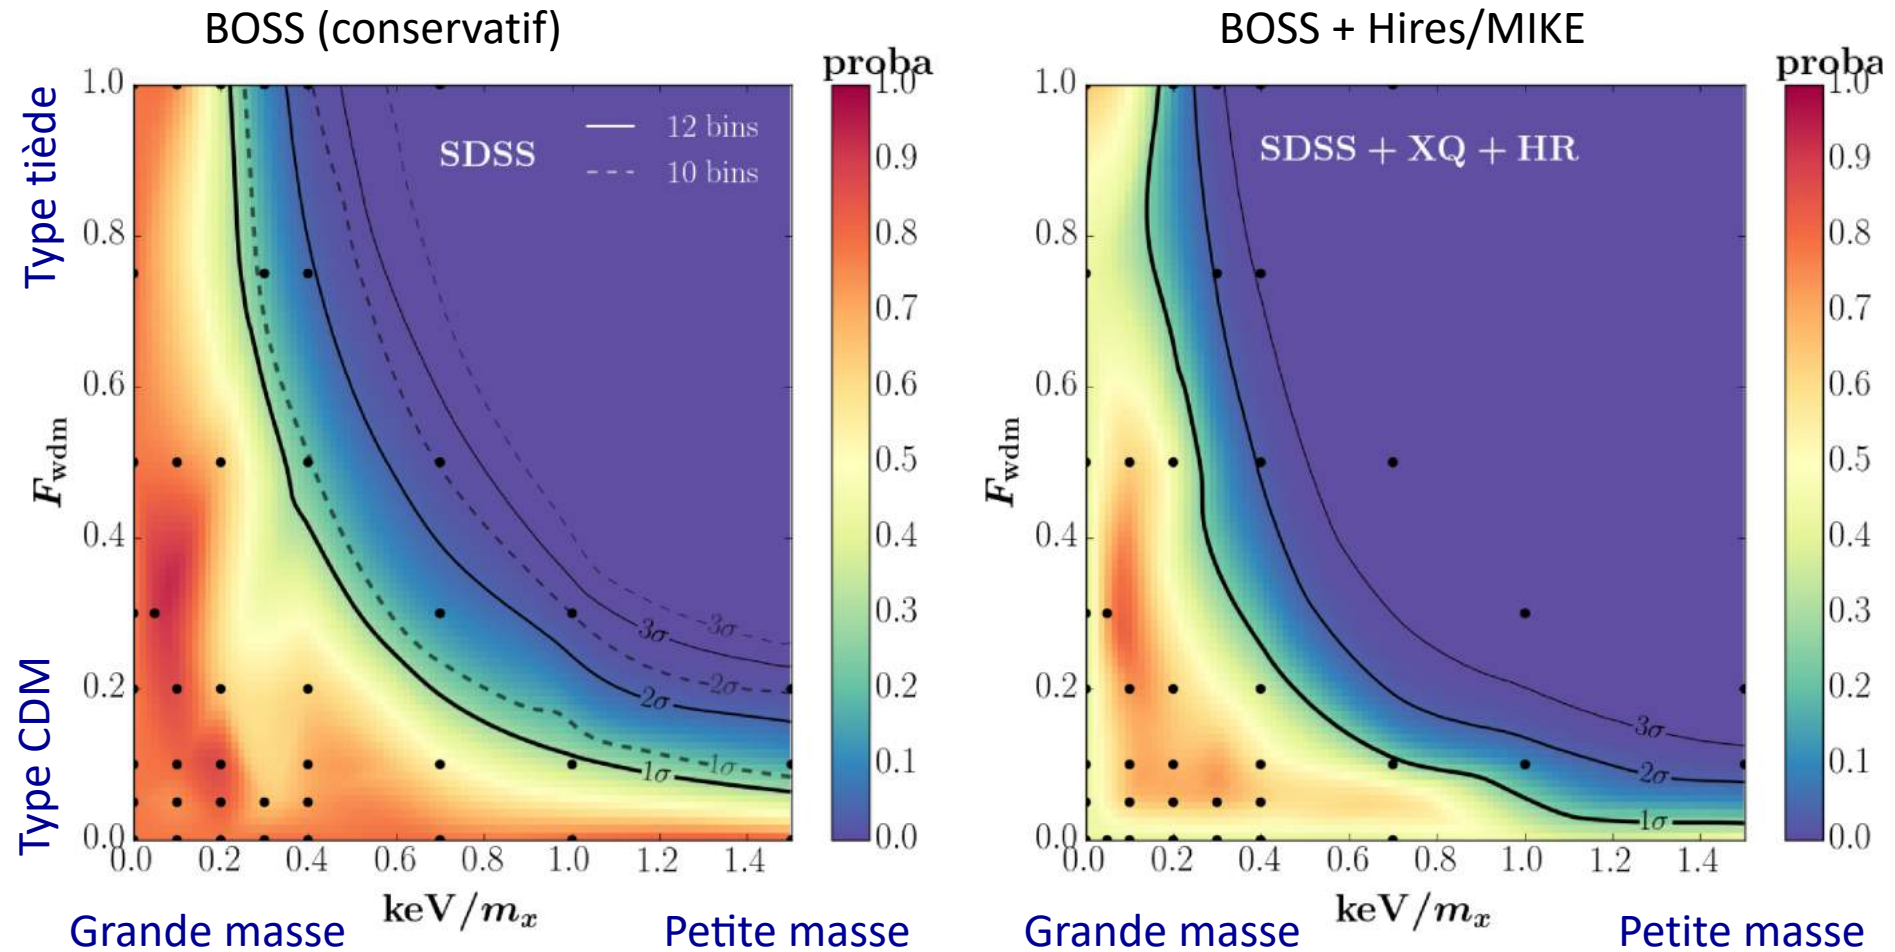 BOSS (conservatif)
BOSS + Hires/MIKE
proba
1.0
0.9
0.8
0.7
0.6
0.5
0.4
0.3
0.2
0.1
0.0
SDSS
12 bins
10 bins
3σ
3σ
2σ
2σ
1σ
1σ
1.0
0.8
0.6
0.4
0.2
0.0
F_wdm
Type tiède
Type CDM
0.0 0.2 0.4 0.6 0.8 1.0 1.2 1.4
keV/m_x
Grande masse
Petite masse
proba
1.0
0.9
0.8
0.7
0.6
0.5
0.4
0.3
0.2
0.1
0.0
SDSS + XQ + HR
3σ
2σ
1σ
1.0
0.8
0.6
0.4
0.2
0.0
F_wdm
0.0 0.2 0.4 0.6 0.8 1.0 1.2 1.4
keV/m_x
Grande masse
Petite masse